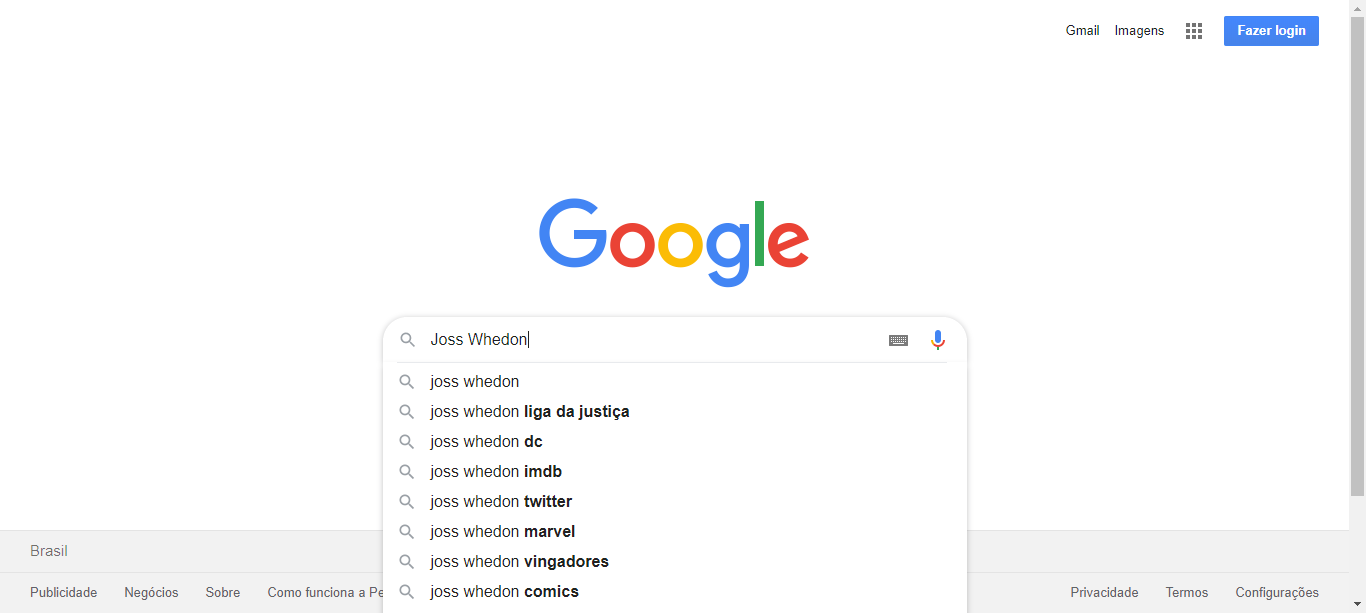 Gmail Imagens Fazer login
Google
Joss Whedon
joss whedon
joss whedon liga da justiça
joss whedon dc
joss whedon imdb
joss whedon twitter
joss whedon marvel
joss whedon vingadores
joss whedon comics
Brasil
Publicidade Negócios Sobre Como funciona a Privacidade Termos Configurações